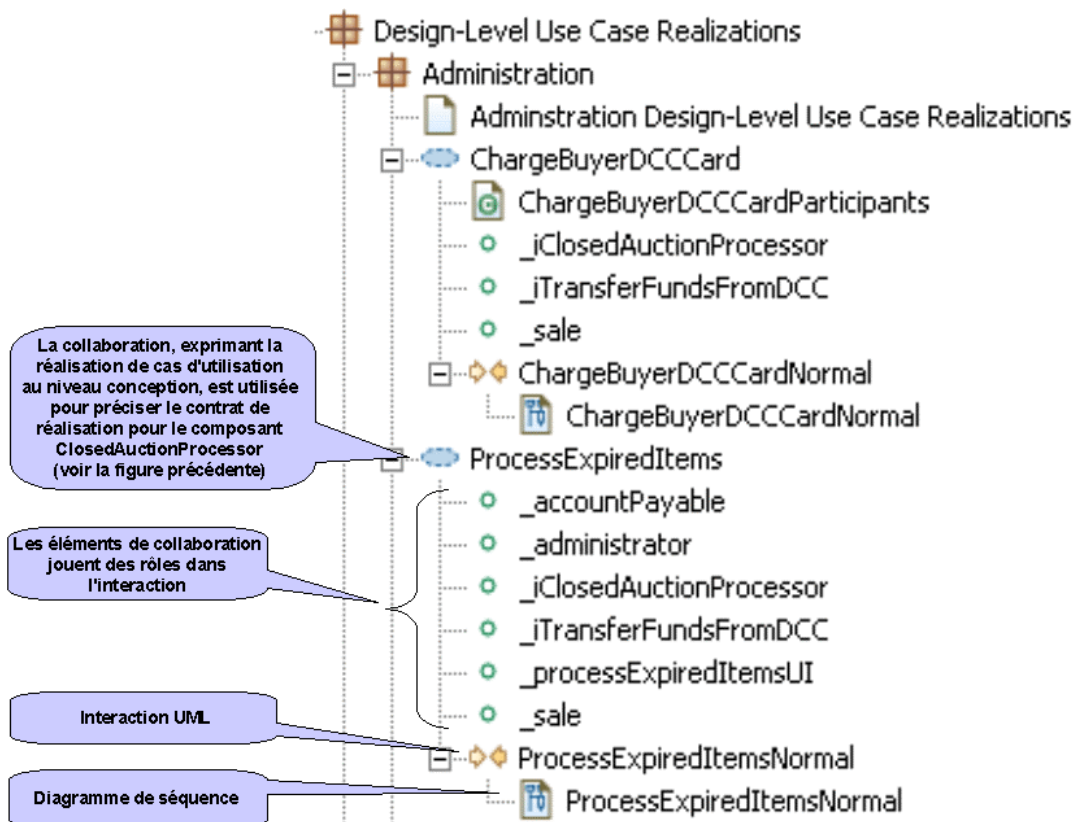 Design-Level Use Case Realizations
Administration
Adminstration Design-Level Use Case Realizations
ChargeBuyerDCCCard
ChargeBuyerDCCCardParticipants
_iClosedAuctionProcessor
_iTransferFundsFromDCC
_sale
ChargeBuyerDCCCardNormal
ChargeBuyerDCCCardNormal
La collaboration, exprimant la
réalisation de cas d'utilisation
au niveau conception, est utilisée
pour préciser le contrat de
réalisation pour le composant
ClosedAuctionProcessor
(voir la figure précédente)
ProcessExpiredItems
_accountPayable
_administrator
_iClosedAuctionProcessor
_iTransferFundsFromDCC
_processExpiredItemsUI
_sale
Les éléments de collaboration
jouent des rôles dans
l'interaction
Interaction UML
ProcessExpiredItemsNormal
Diagramme de séquence
ProcessExpiredItemsNormal